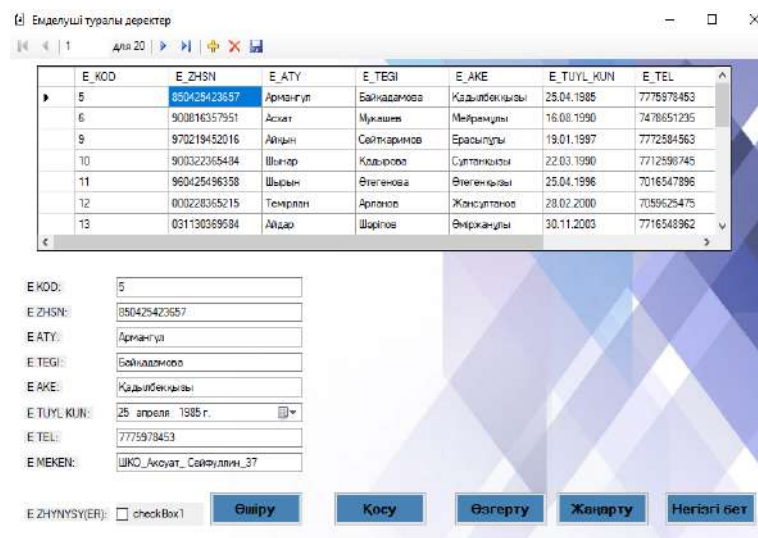 Емделуші туралы деректер
1 для 20
E_KOD E_ZHSN E_ATY E_TEGI E_AKE E_TUYL_KUN E_TEL
5 850425423657 Армангүл Байкадамова Қадылбекқызы 25.04.1985 7775978453
6 900816357951 Асхат Мукашев Мейрамұлы 16.08.1990 7478651235
9 970219452016 Айқын Сейткаримов Ерасылұлы 19.01.1997 7772584563
10 900322365484 Шынар Кадырова Сұлтанқызы 22.03.1990 7712598745
11 960425496358 Шырын Өтегенова Өтегенқызы 25.04.1996 7016547896
12 000228365215 Темірлан Арланов Жансұлтанов 28.02.2000 7059625475
13 031130369584 Айдар Шәріпов Өміржанұлы 30.11.2003 7716548962
E KOD: 5
E ZHSN: 850425423657
E ATY: Армангүл
E TEGI: Байкадамова
E AKE: Қадылбекқызы
E TUYL KUN: 25 апреля 1985 г.
E TEL: 7775978453
E MEKEN: ШКО_Аксуат_ Сейфуллин_37
E ZHYNYSY(ER): checkBox1 Өшіру Қосу Өзгерту Жаңарту Негізгі бет